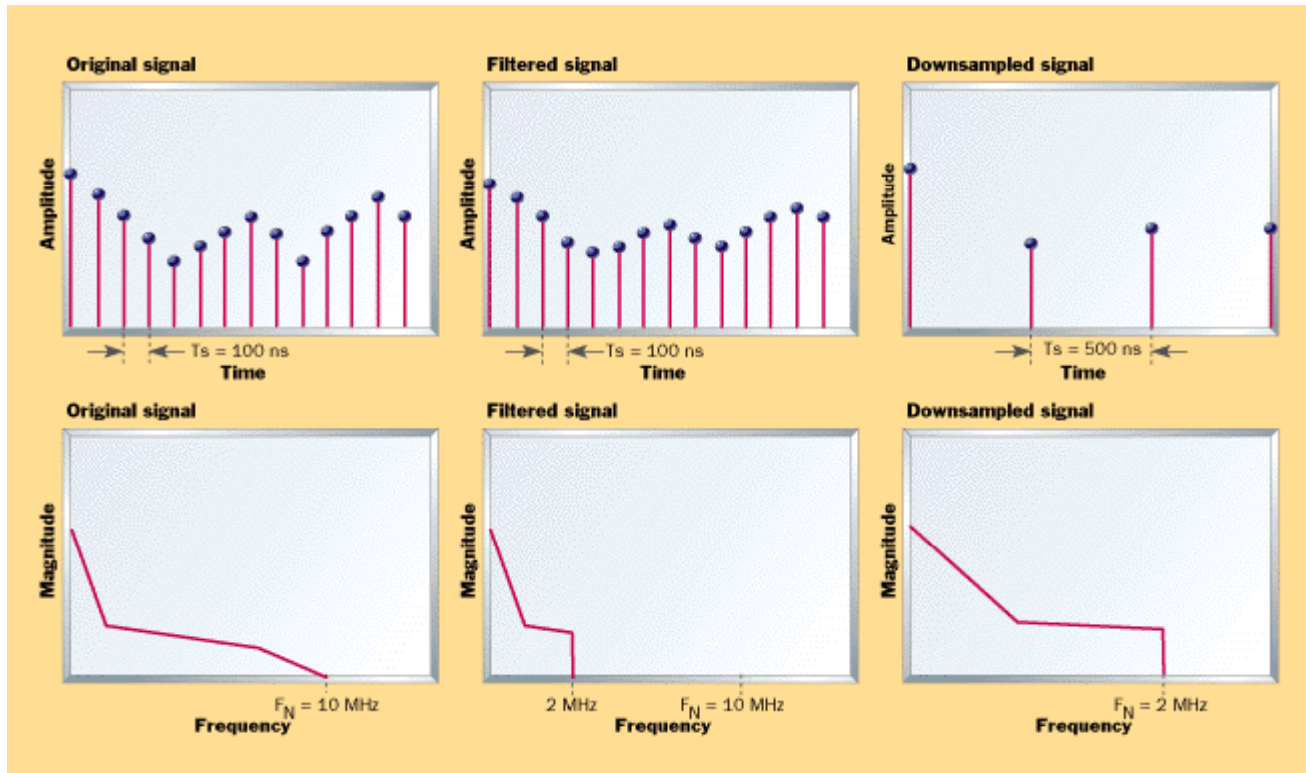 Original signal
Filtered signal
Downsampled signal
Amplitude
Amplitude
Amplitude
Ts = 100 ns
Ts = 100 ns
Ts = 500 ns
Time
Time
Time
Original signal
Filtered signal
Downsampled signal
Magnitude
Magnitude
Magnitude
FN = 10 MHz
2 MHz
FN = 10 MHz
FN = 2 MHz
Frequency
Frequency
Frequency